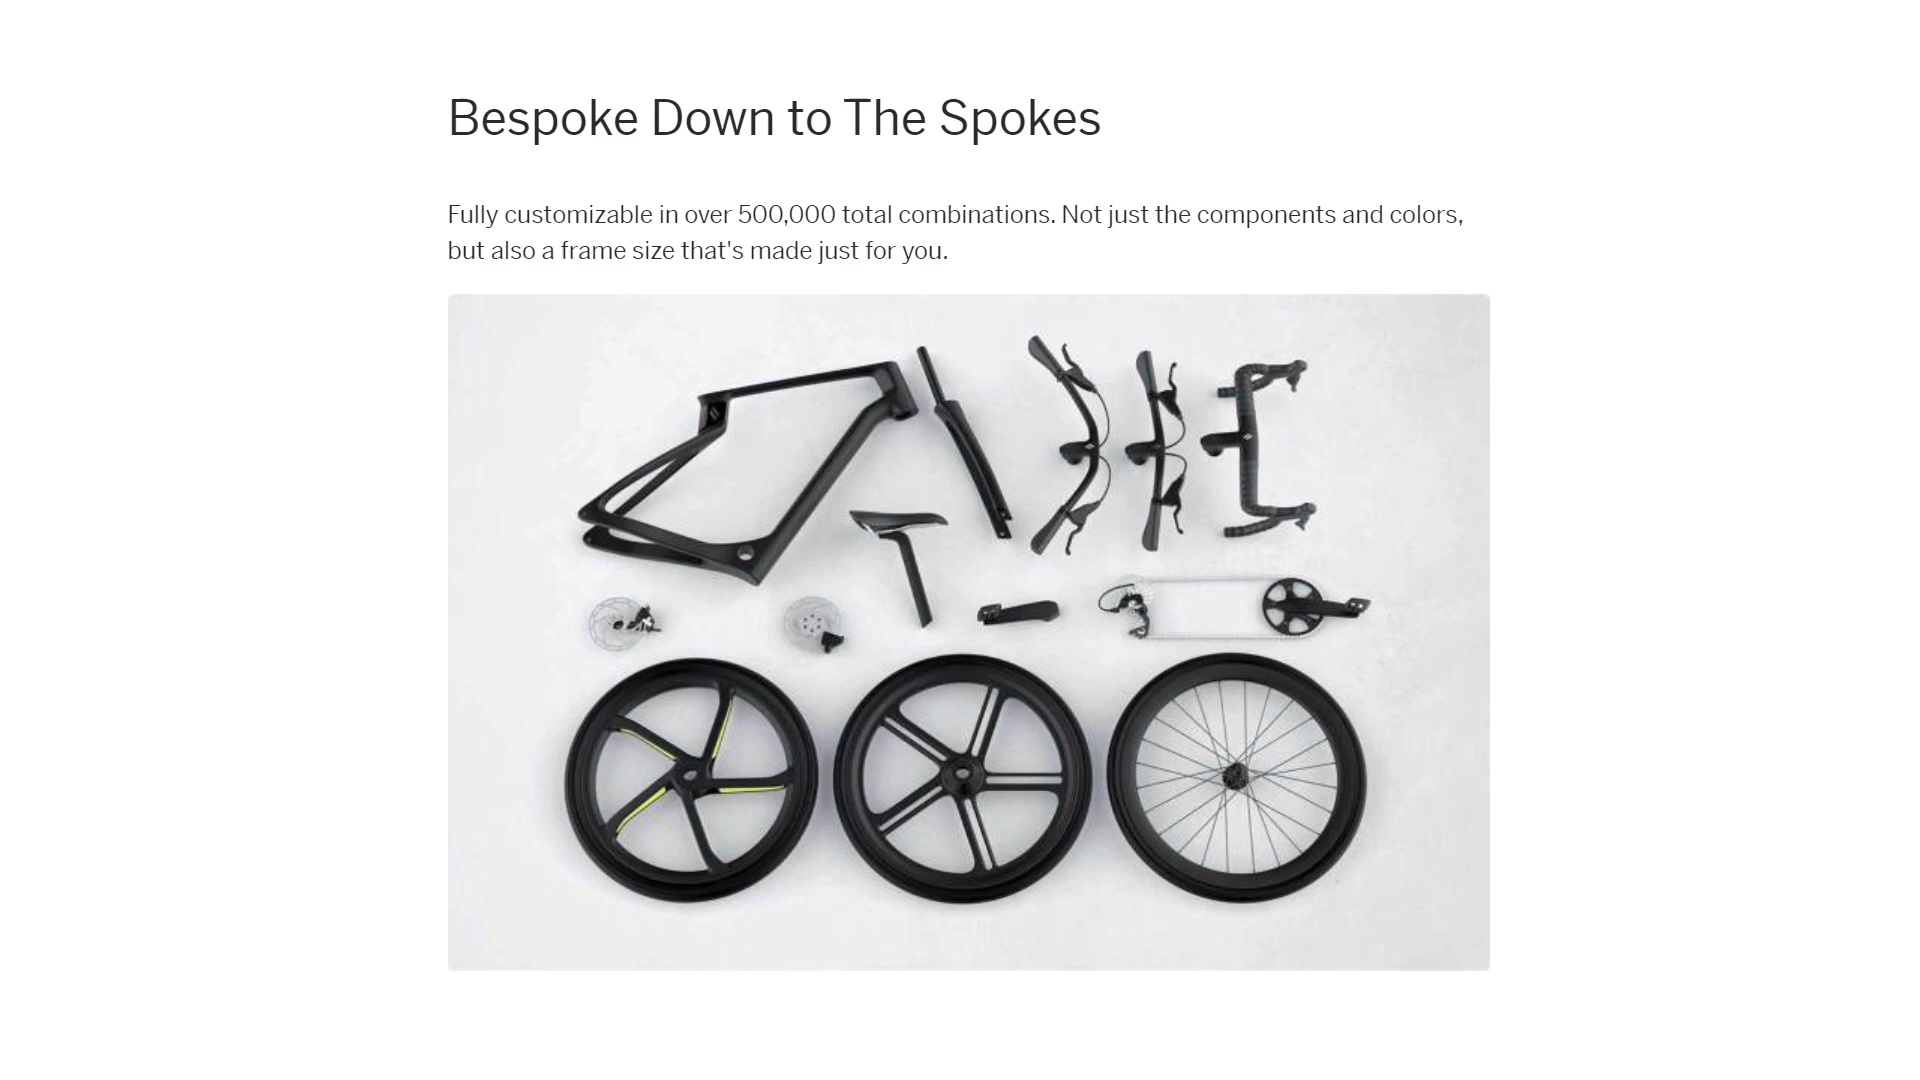 Bespoke Down to The Spokes
Fully customizable in over 500,000 total combinations. Not just the components and colors,
but also a frame size that's made just for you.